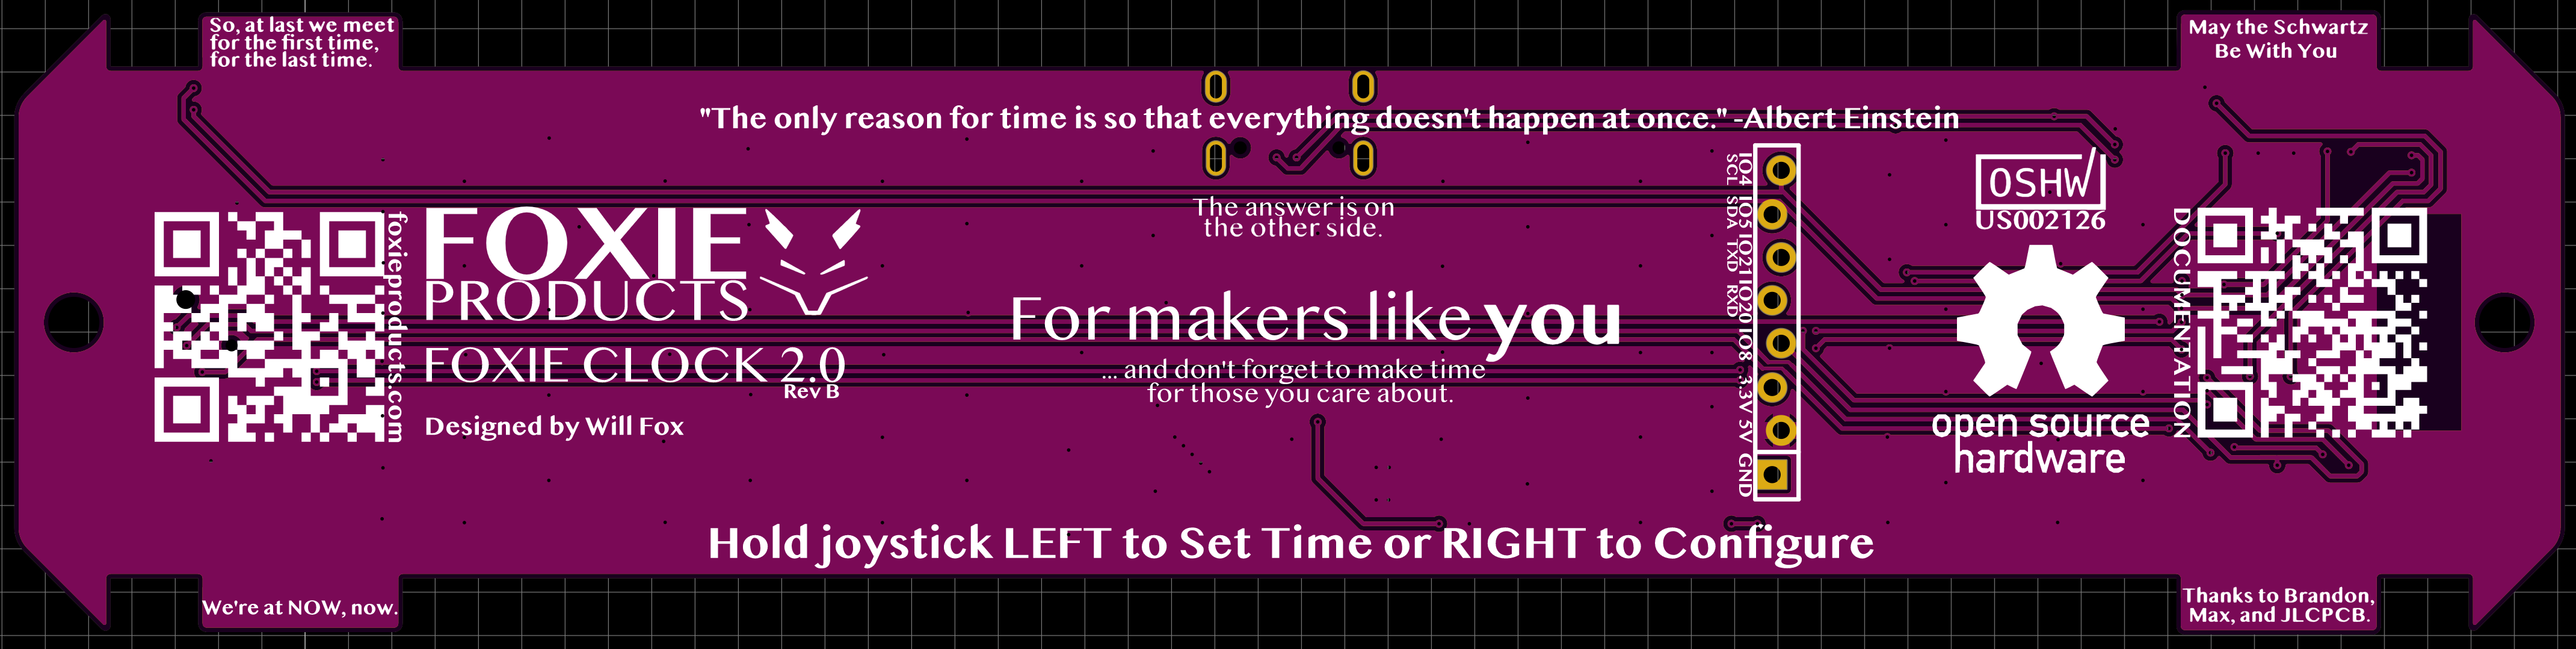 So, at last we meet
for the first time,
for the last time.
May the Schwartz
Be With You
"The only reason for time is so that everything doesn't happen at once." -Albert Einstein
The answer is on
the other side.
foxieproducts.com
FOXIE
PRODUCTS
FOXIE CLOCK 2.0
Rev B
Designed by Will Fox
For makers like you
... and don't forget to make time
for those you care about.
IO4 IO5 IO21 IO20 IO8 3.3V 5V GND
SCL SDA TXD RXD
OSHW
US002126
open source
hardware
DOCUMENTATION
Hold joystick LEFT to Set Time or RIGHT to Configure
We're at NOW, now.
Thanks to Brandon,
Max, and JLCPCB.